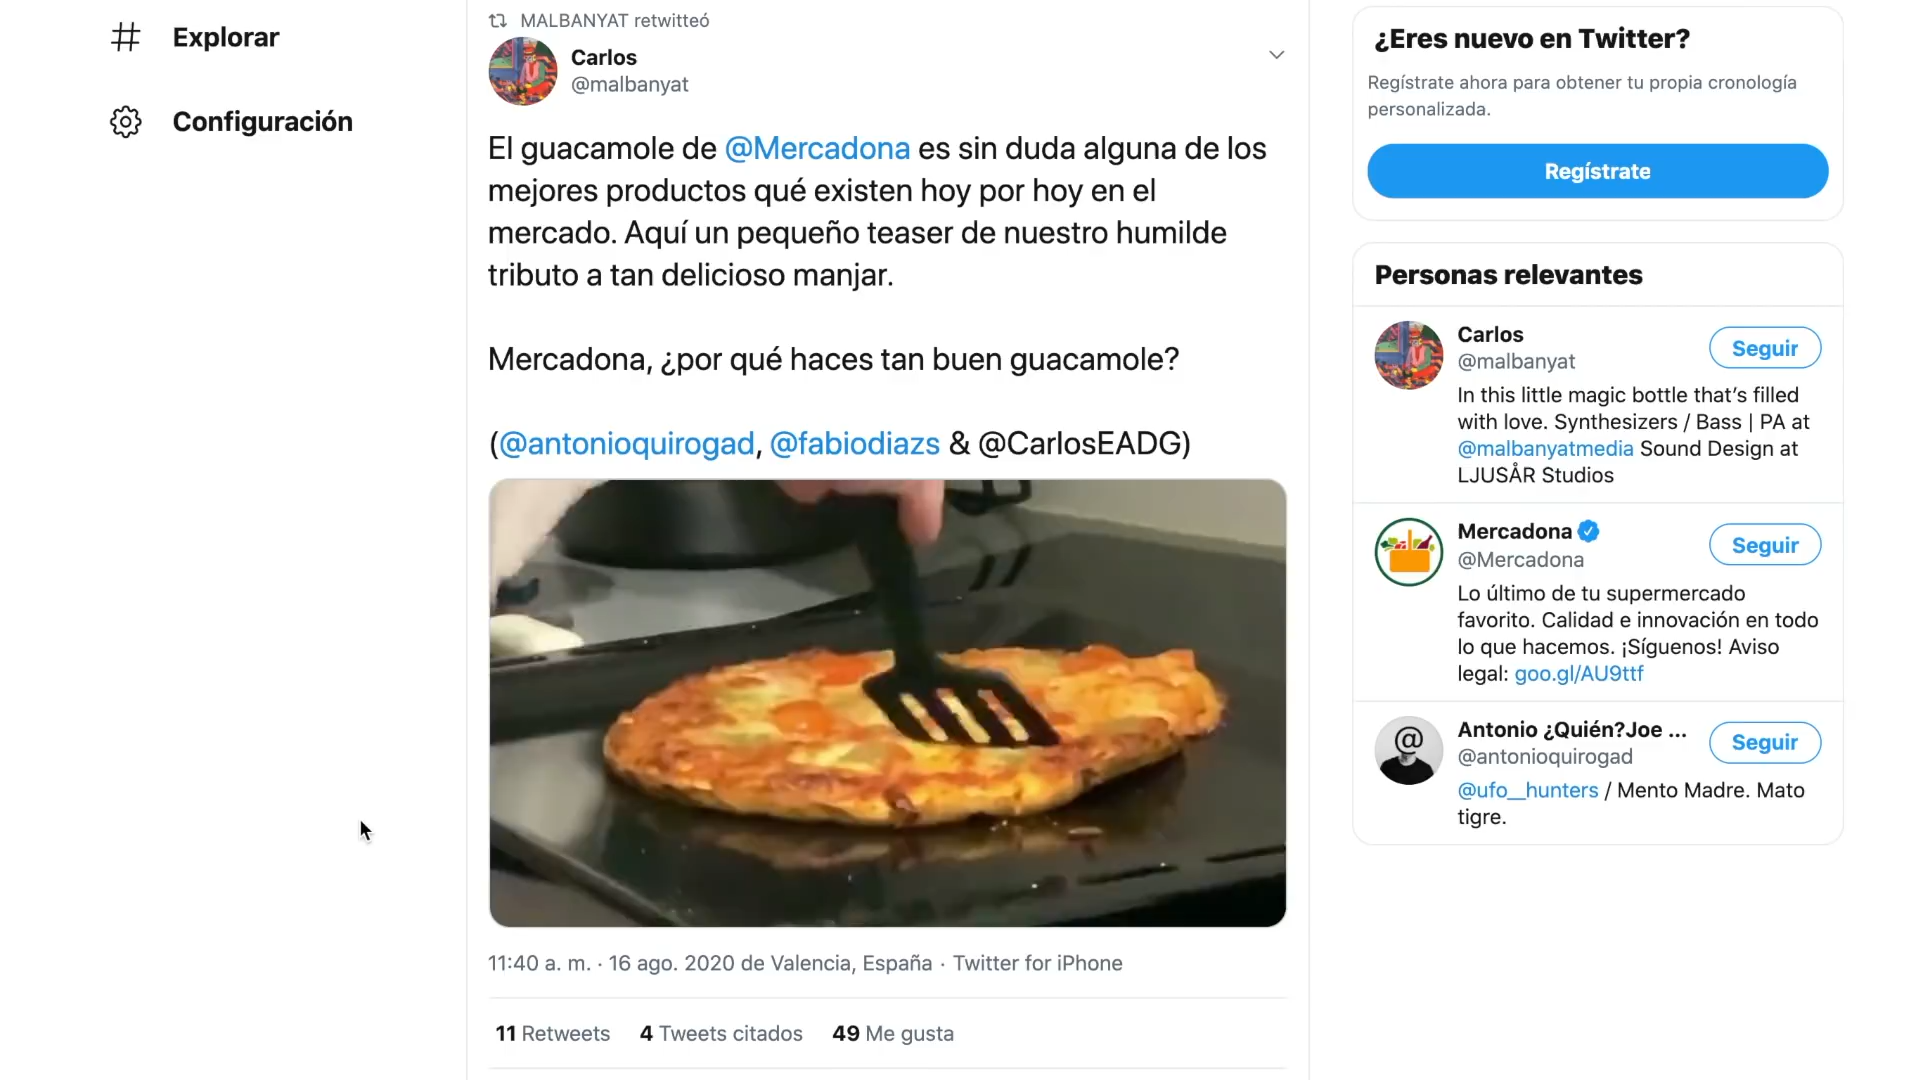 Explorar
Configuración
MALBANYAT retwitteó
Carlos
@malbanyat
El guacamole de @Mercadona es sin duda alguna de los
mejores productos qué existen hoy por hoy en el
mercado. Aquí un pequeño teaser de nuestro humilde
tributo a tan delicioso manjar.
Mercadona, ¿por qué haces tan buen guacamole?
(@antonioquirogad, @fabiodiazs & @CarlosEADG)
11:40 a. m. · 16 ago. 2020 de Valencia, España · Twitter for iPhone
11 Retweets 4 Tweets citados 49 Me gusta
¿Eres nuevo en Twitter?
Regístrate ahora para obtener tu propia cronología
personalizada.
Regístrate
Personas relevantes
Carlos
@malbanyat
Seguir
In this little magic bottle that’s filled
with love. Synthesizers / Bass | PA at
@malbanyatmedia Sound Design at
LJUSÅR Studios
Mercadona
@Mercadona
Seguir
Lo último de tu supermercado
favorito. Calidad e innovación en todo
lo que hacemos. ¡Síguenos! Aviso
legal: goo.gl/AU9ttf
Antonio ¿Quién?Joe ...
@antonioquirogad
Seguir
@ufo__hunters / Mento Madre. Mato
tigre.